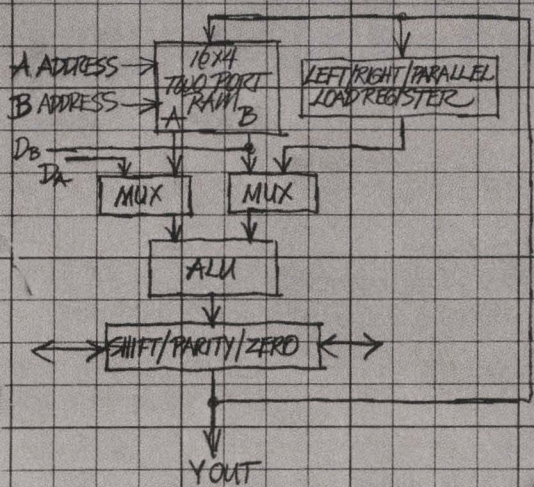 16X4
TWO PORT
RAM
A B
A ADDRESS
B ADDRESS
LEFT/RIGHT/PARALLEL
LOAD REGISTER
DB
DA
MUX
MUX
ALU
SHIFT/PARITY/ZERO
Y OUT